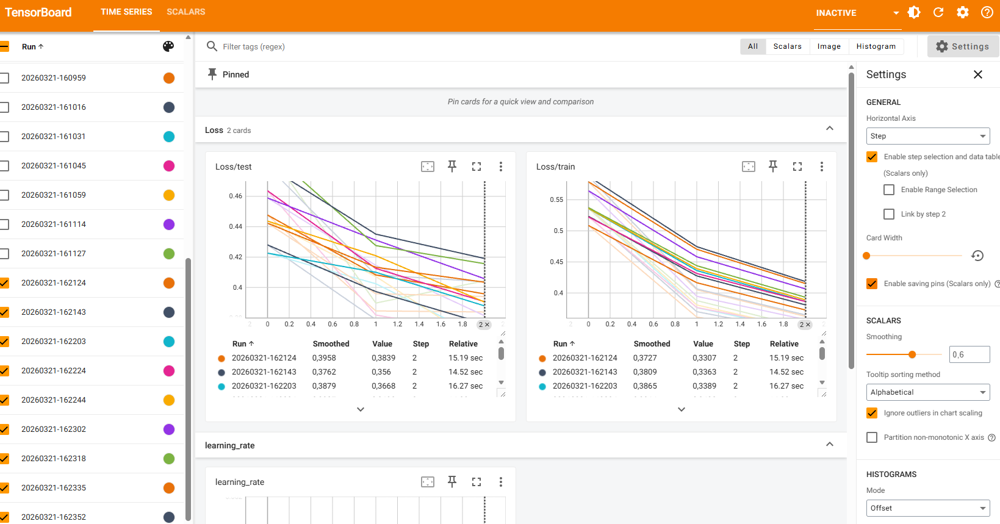 TensorBoard TIME SERIES SCALARS INACTIVE
Run ↑
20260321-160959
20260321-161016
20260321-161031
20260321-161045
20260321-161059
20260321-161114
20260321-161127
20260321-162124
20260321-162143
20260321-162203
20260321-162224
20260321-162244
20260321-162302
20260321-162318
20260321-162335
20260321-162352
Filter tags (regex) All Scalars Image Histogram Settings
Pinned
Pin cards for a quick view and comparison
Loss 2 cards
Loss/test
0.46
0.44
0.42
0.4
2 0 0.2 0.4 0.6 0.8 1 1.2 1.4 1.6 1.8 2 × 2
Run ↑ Smoothed Value Step Relative
20260321-162124 0,3958 0,3839 2 15.19 sec
20260321-162143 0,3762 0,356 2 14.52 sec
20260321-162203 0,3879 0,3668 2 16.27 sec
Loss/train
0.55
0.5
0.45
0.4
2 0 0.2 0.4 0.6 0.8 1 1.2 1.4 1.6 1.8 2 × 2
Run ↑ Smoothed Value Step Relative
20260321-162124 0,3727 0,3307 2 15.19 sec
20260321-162143 0,3809 0,3363 2 14.52 sec
20260321-162203 0,3865 0,3389 2 16.27 sec
learning_rate
learning_rate
Settings
GENERAL
Horizontal Axis
Step
Enable step selection and data table
(Scalars only)
Enable Range Selection
Link by step 2
Card Width
Enable saving pins (Scalars only)
SCALARS
Smoothing
0,6
Tooltip sorting method
Alphabetical
Ignore outliers in chart scaling
Partition non-monotonic X axis
HISTOGRAMS
Mode
Offset